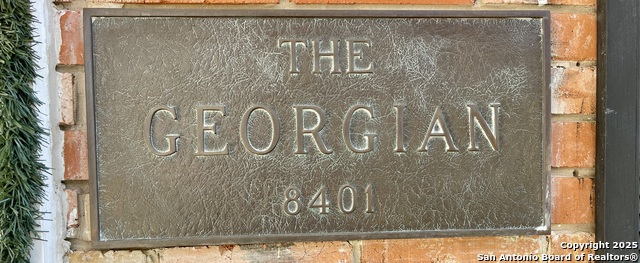 THE
GEORGIAN
8401
Copyright 2025
San Antonio Board of Realtors®